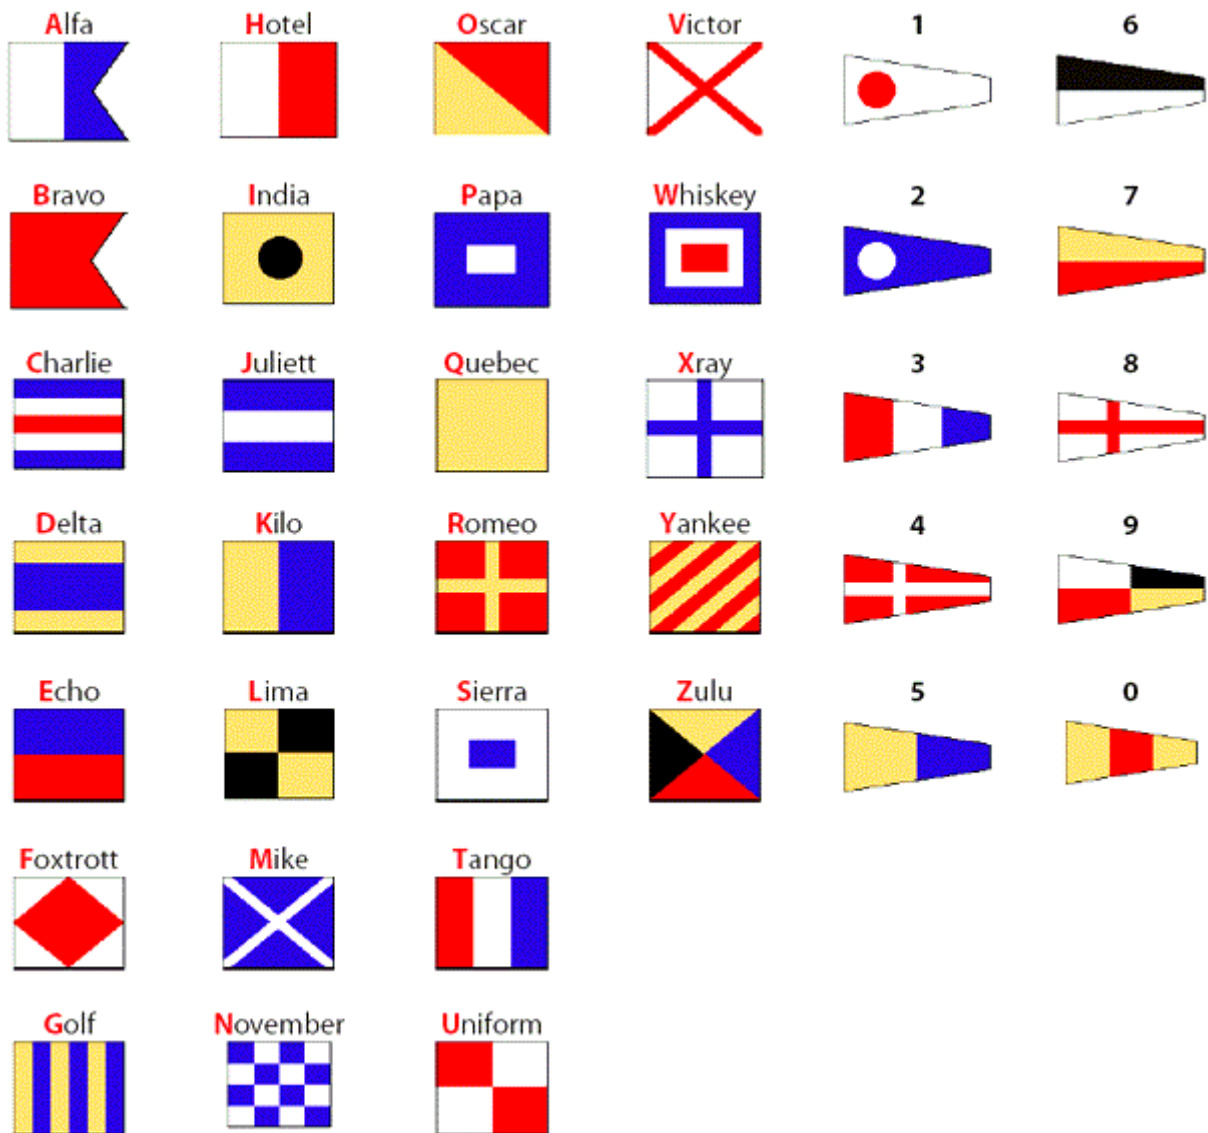 Alfa Hotel Oscar Victor 1 6
Bravo India Papa Whiskey 2 7
Charlie Juliett Quebec Xray 3 8
Delta Kilo Romeo Yankee 4 9
Echo Lima Sierra Zulu 5 0
Foxtrott Mike Tango
Golf November Uniform